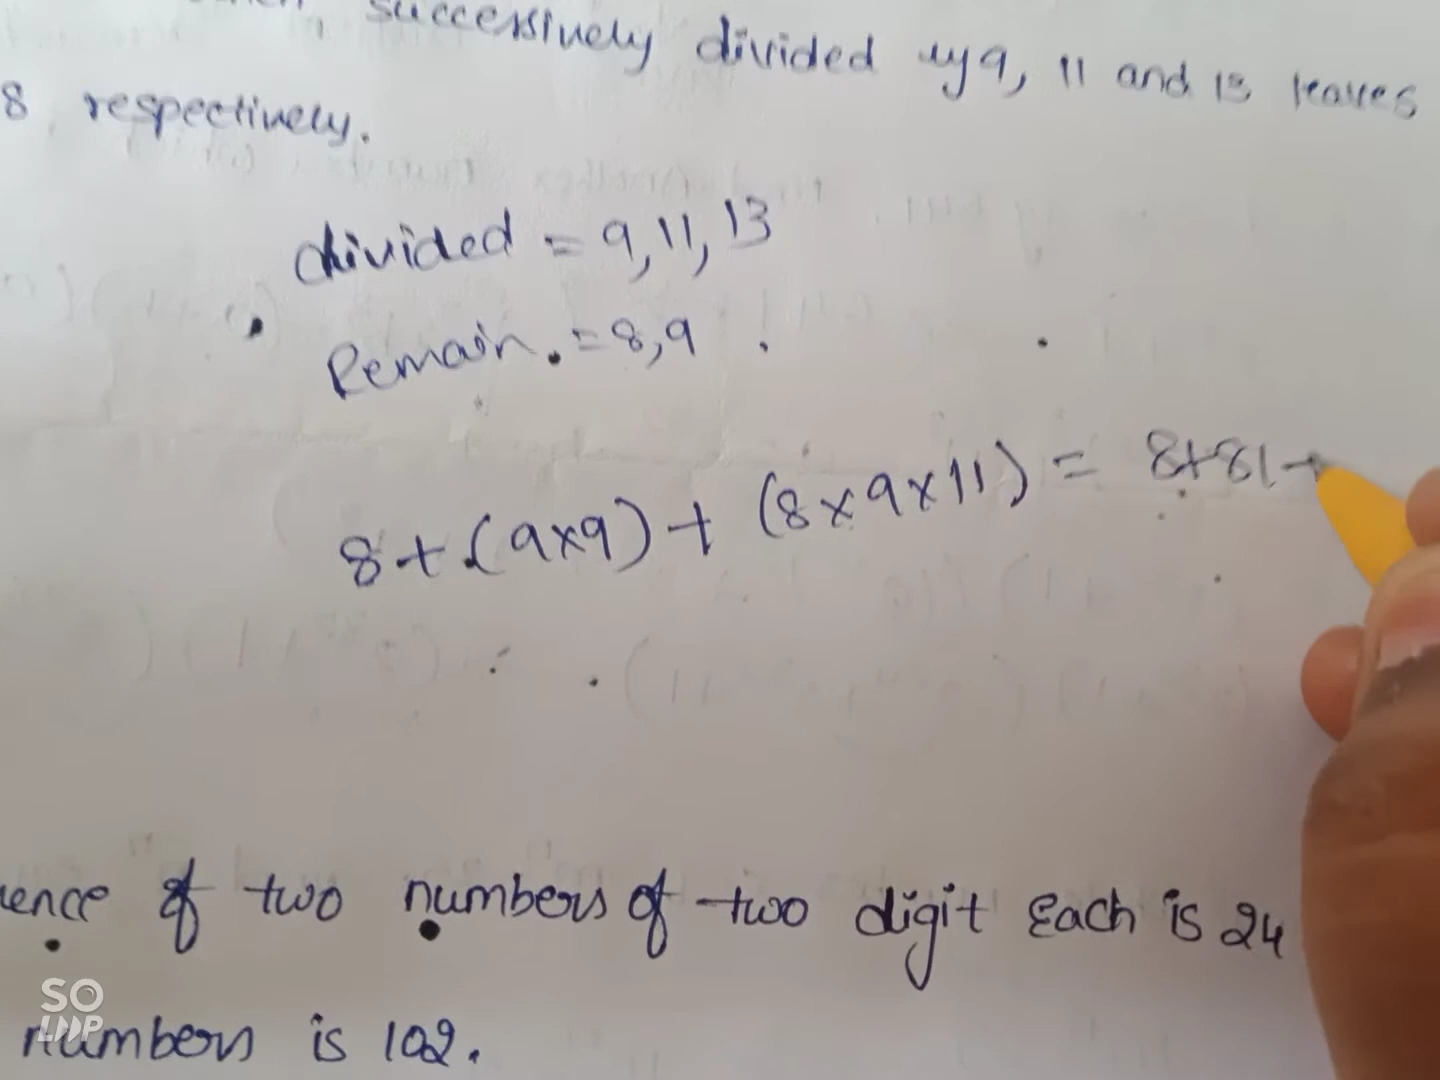 successively divided by 9, 11 and 13 leaves
8 respectively.
divided = 9, 11, 13
Remain. = 8, 9
8 + (9x9) + (8x9x11) = 8+81+
of two numbers of two digit Each is 24
numbers is 102.
SO
LMP